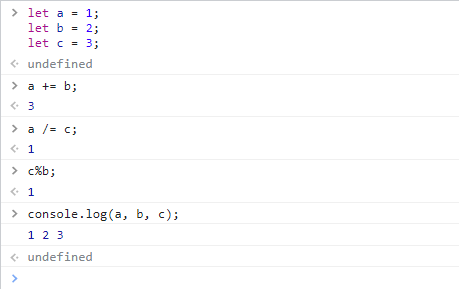 let a = 1;
let b = 2;
let c = 3;
undefined
a += b;
3
a /= c;
1
c%b;
1
console.log(a, b, c);
1 2 3
undefined